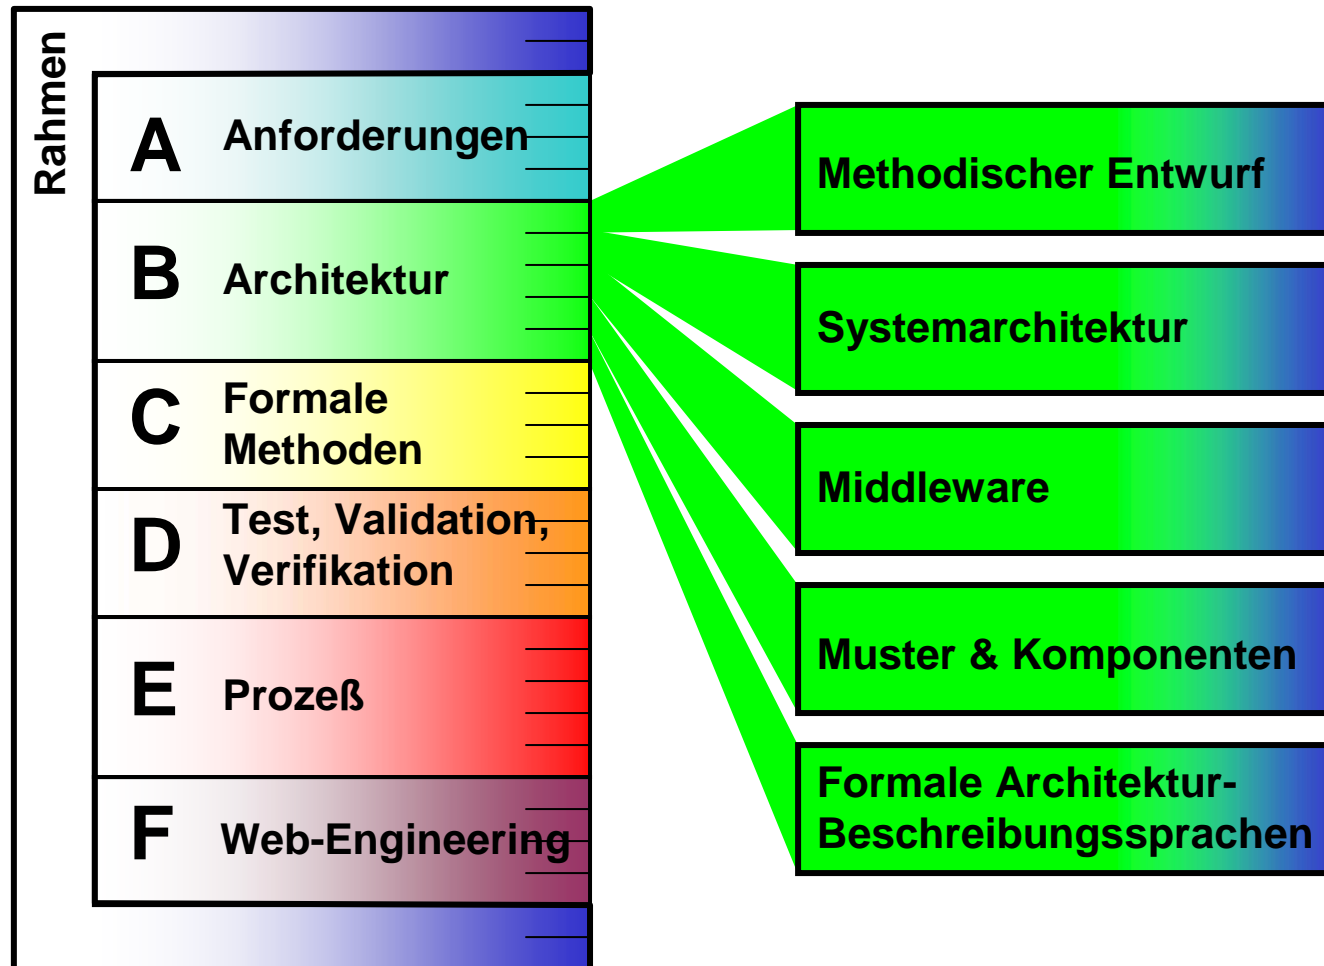 Rahmen
A
Anforderungen
B
Architektur
C
Formale
Methoden
D
Test, Validation,
Verifikation
E
Prozeß
F
Web-Engineering
Methodischer Entwurf
Systemarchitektur
Middleware
Muster & Komponenten
Formale Architektur-
Beschreibungssprachen